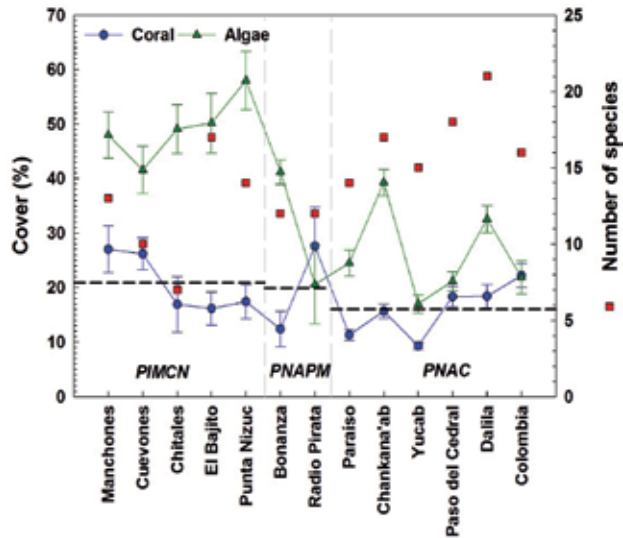 Coral
Algae
70
60
50
40
30
20
10
0
Cover (%)
25
20
15
10
5
0
Number of species
PIMCN
PNAPM
PNAC
Manchones
Cuevones
Chitales
El Bajito
Punta Nizuc
Bonanza
Radio Pirata
Paraiso
Chankana'ab
Yucab
Paso del Cedral
Dalila
Colombia